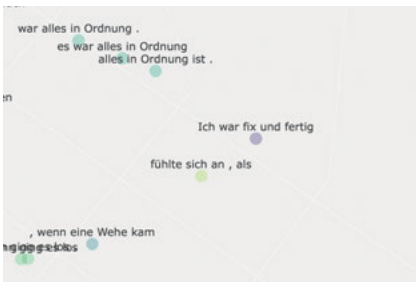 war alles in Ordnung .
es war alles in Ordnung
alles in Ordnung ist .
en
Ich war fix und fertig
fühlte sich an , als
, wenn eine Wehe kam